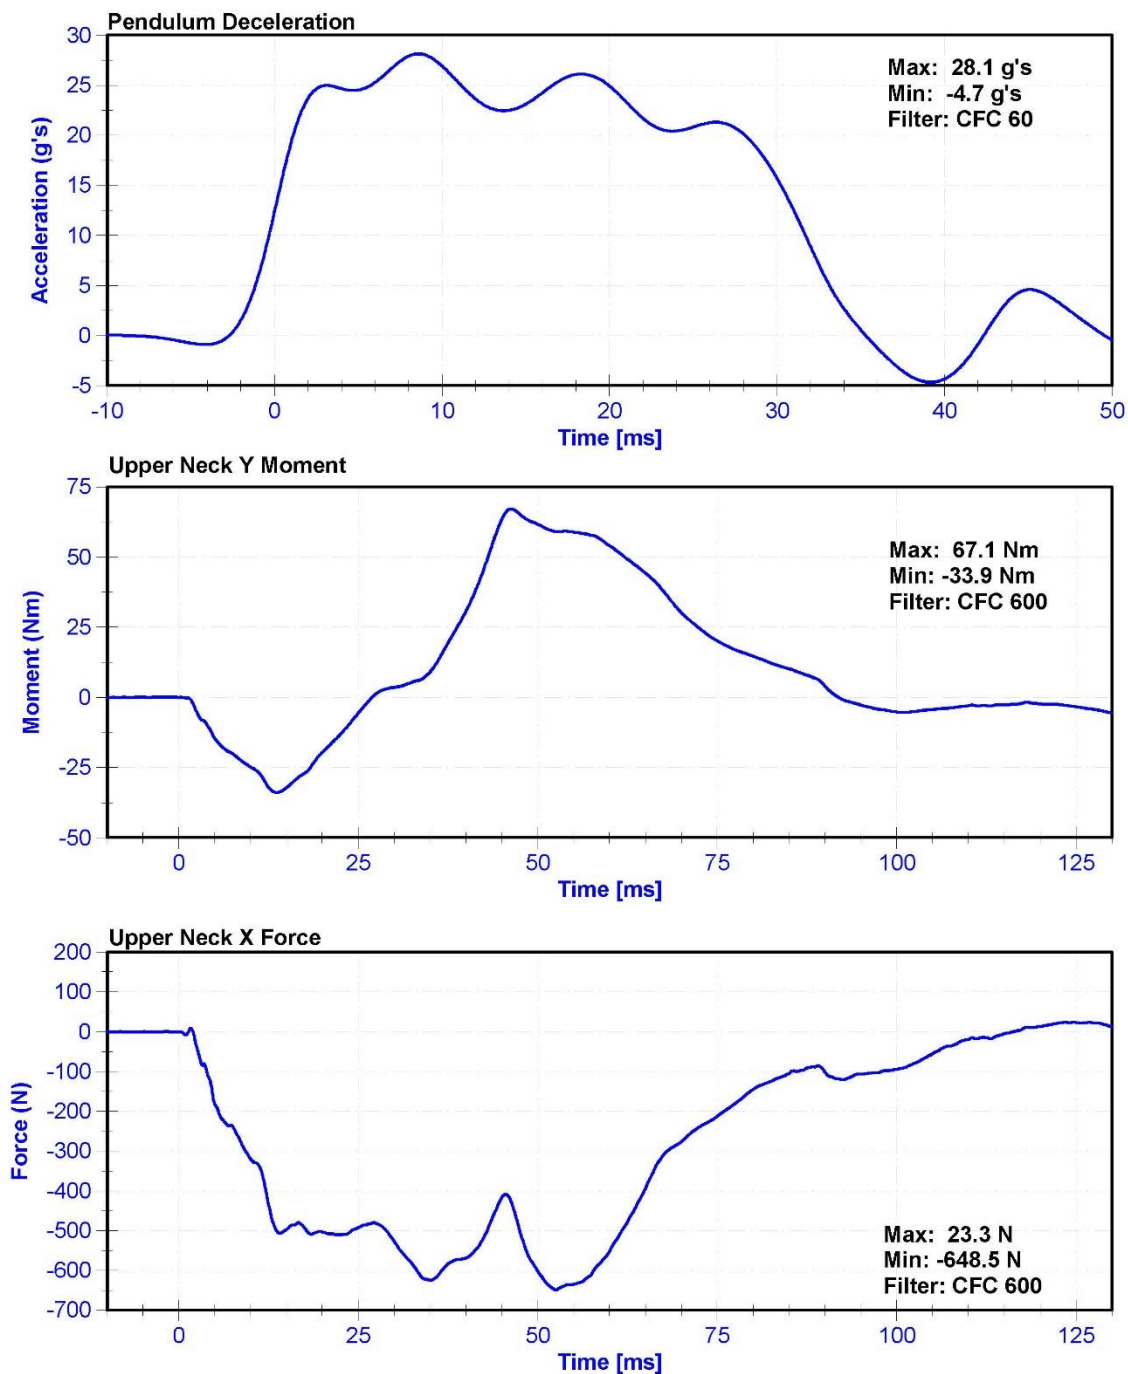 Pendulum Deceleration
30
25
20
15
10
5
0
-5
Acceleration (g's)
Max: 28.1 g's
Min: -4.7 g's
Filter: CFC 60
-10 0 10 20 30 40 50
Time [ms]
Upper Neck Y Moment
75
50
25
0
-25
-50
Moment (Nm)
Max: 67.1 Nm
Min: -33.9 Nm
Filter: CFC 600
0 25 50 75 100 125
Time [ms]
Upper Neck X Force
200
100
0
-100
-200
-300
-400
-500
-600
-700
Force (N)
Max: 23.3 N
Min: -648.5 N
Filter: CFC 600
0 25 50 75 100 125
Time [ms]